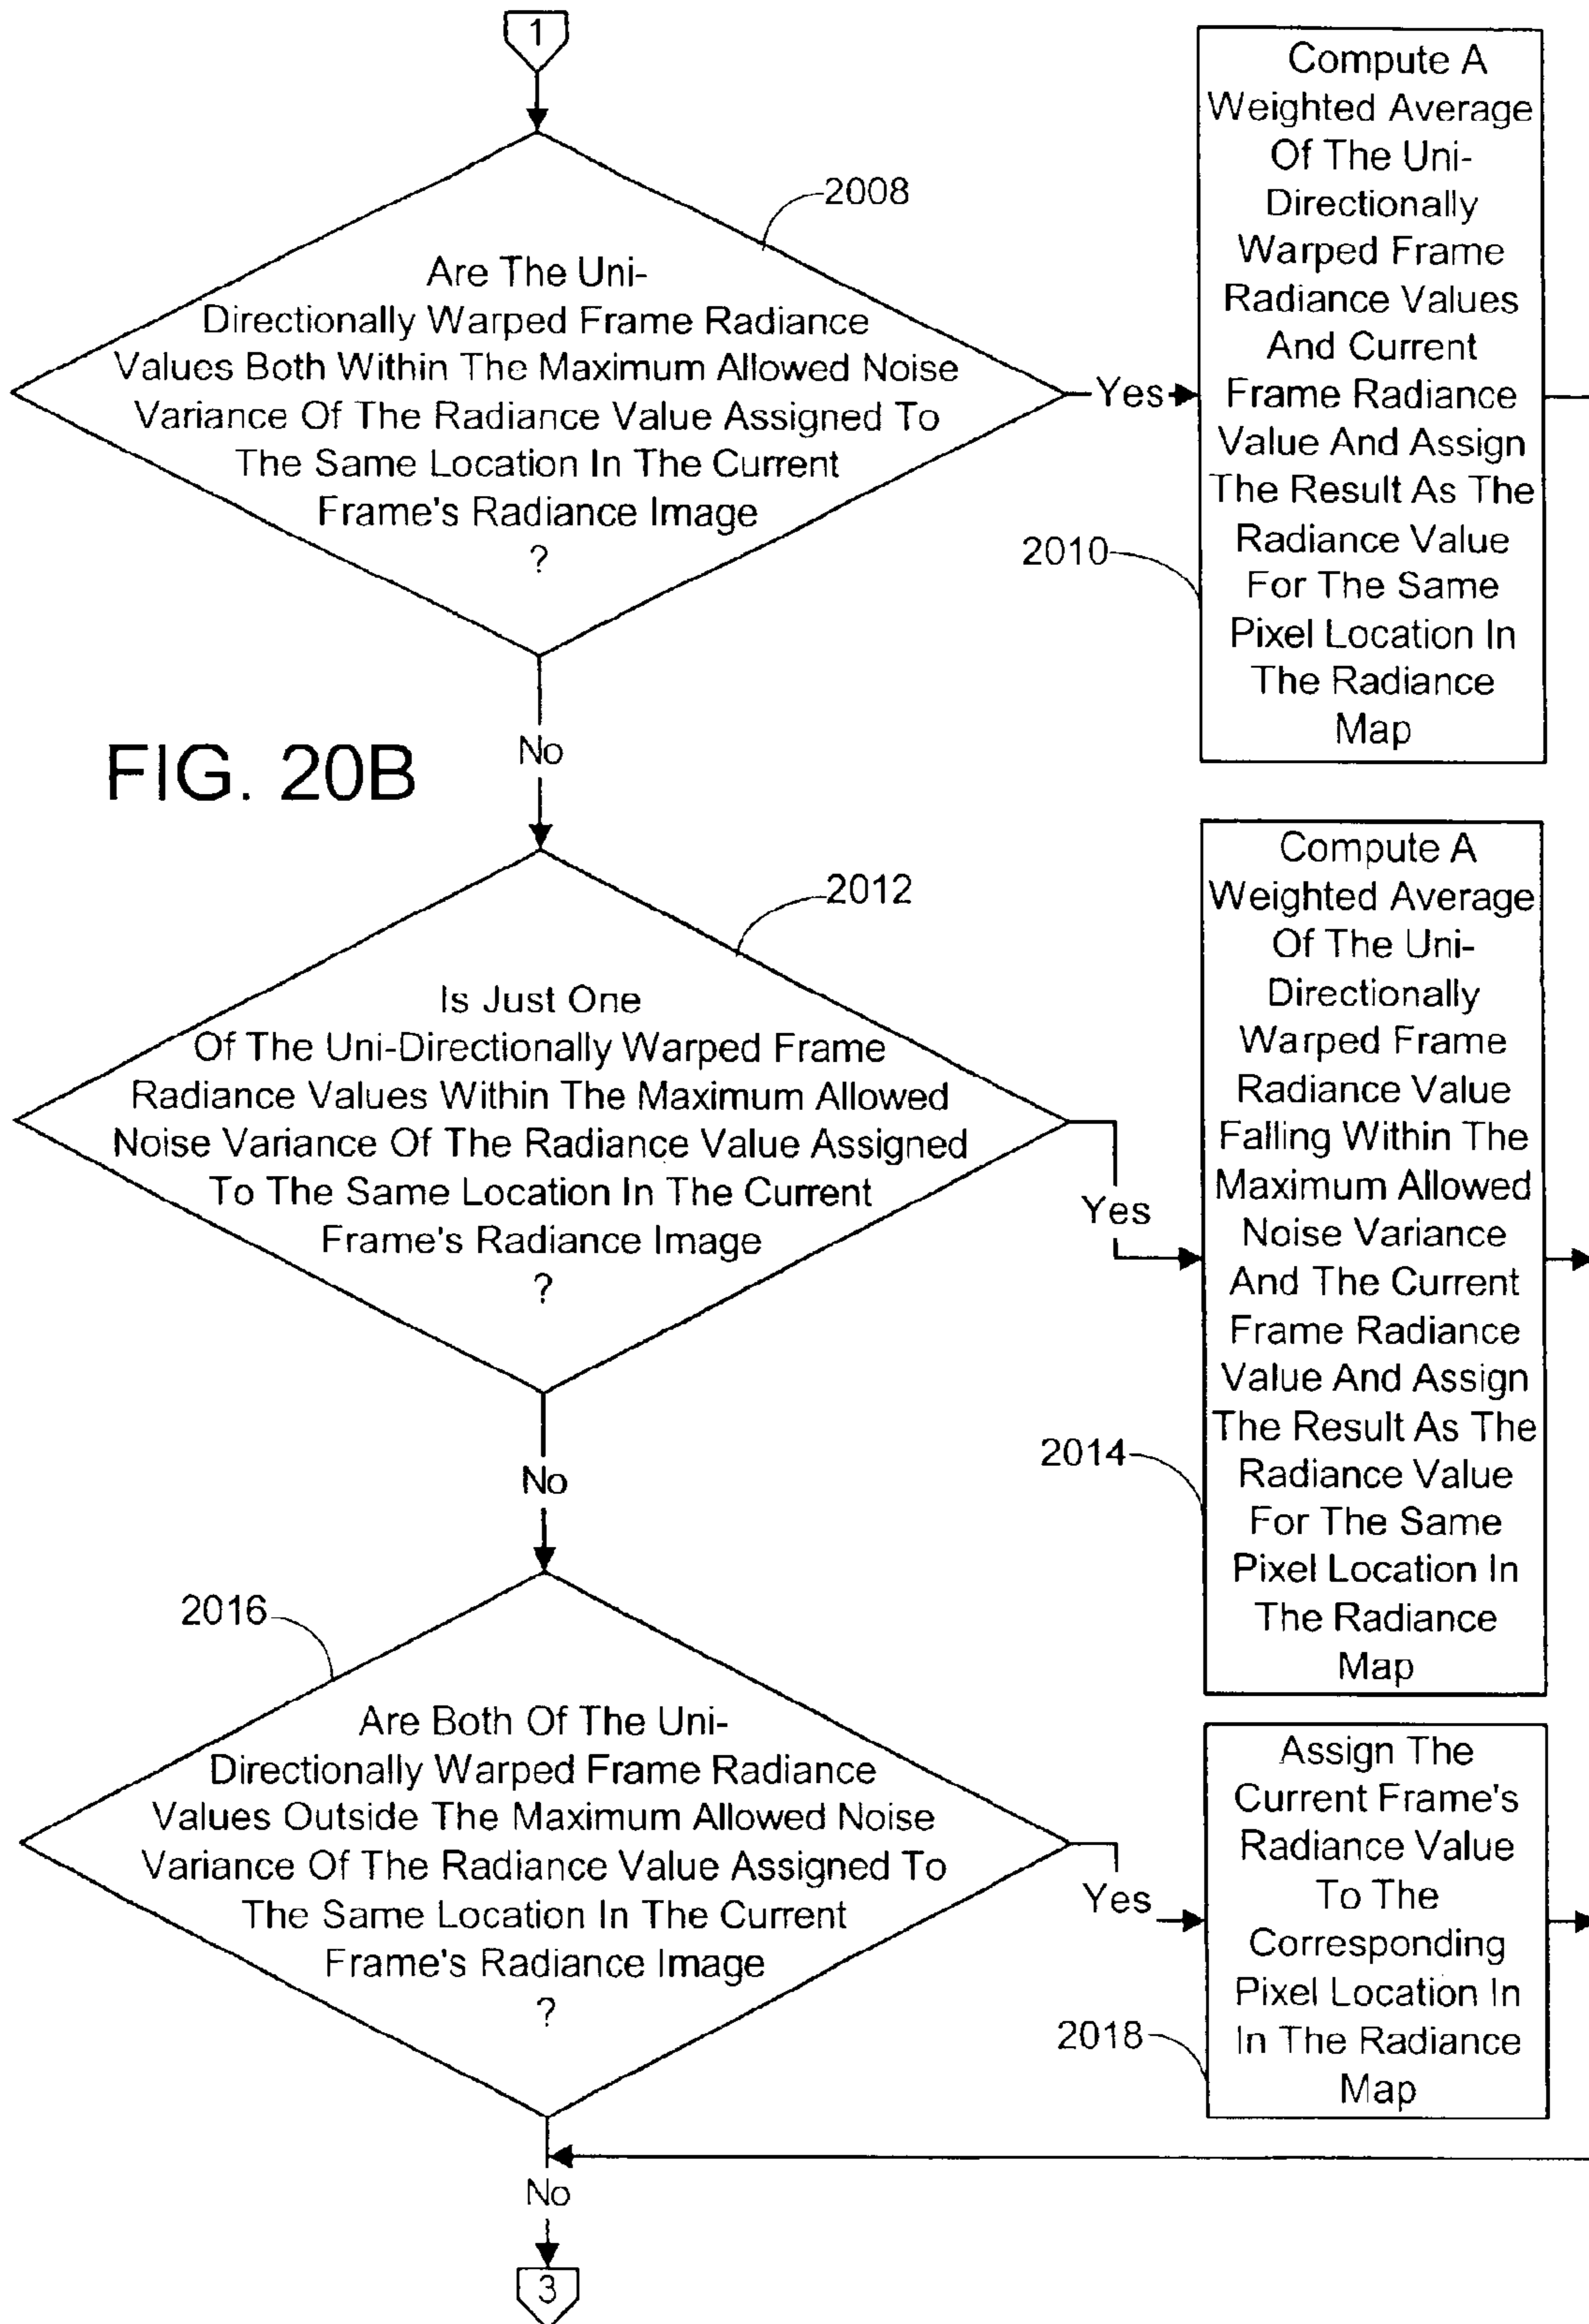 1
Are The Uni-
Directionally Warped Frame Radiance
Values Both Within The Maximum Allowed Noise
Variance Of The Radiance Value Assigned To
The Same Location In The Current
Frame's Radiance Image
?
2008
Yes
Compute A
Weighted Average
Of The Uni-
Directionally
Warped Frame
Radiance Values
And Current
Frame Radiance
Value And Assign
The Result As The
Radiance Value
For The Same
Pixel Location In
The Radiance
Map
2010
No
FIG. 20B
2012
Is Just One
Of The Uni-Directionally Warped Frame
Radiance Values Within The Maximum Allowed
Noise Variance Of The Radiance Value Assigned
To The Same Location In The Current
Frame's Radiance Image
?
Yes
Compute A
Weighted Average
Of The Uni-
Directionally
Warped Frame
Radiance Value
Falling Within The
Maximum Allowed
Noise Variance
And The Current
Frame Radiance
Value And Assign
The Result As The
Radiance Value
For The Same
Pixel Location In
The Radiance
Map
2014
No
2016
Are Both Of The Uni-
Directionally Warped Frame Radiance
Values Outside The Maximum Allowed Noise
Variance Of The Radiance Value Assigned To
The Same Location In The Current
Frame's Radiance Image
?
Yes
Assign The
Current Frame's
Radiance Value
To The
Corresponding
Pixel Location In
In The Radiance
Map
2018
No
3